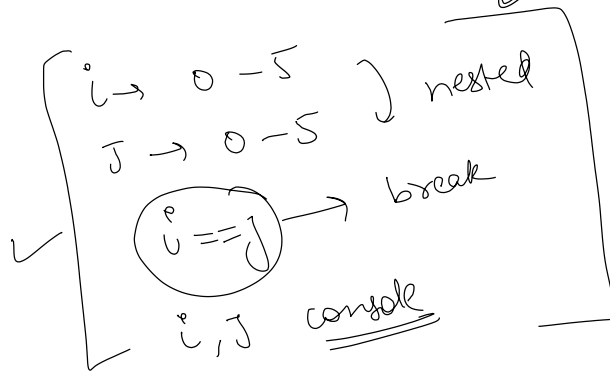 i → 0 - 5
J → 0 - 5
nested
i == j → break
i, J console